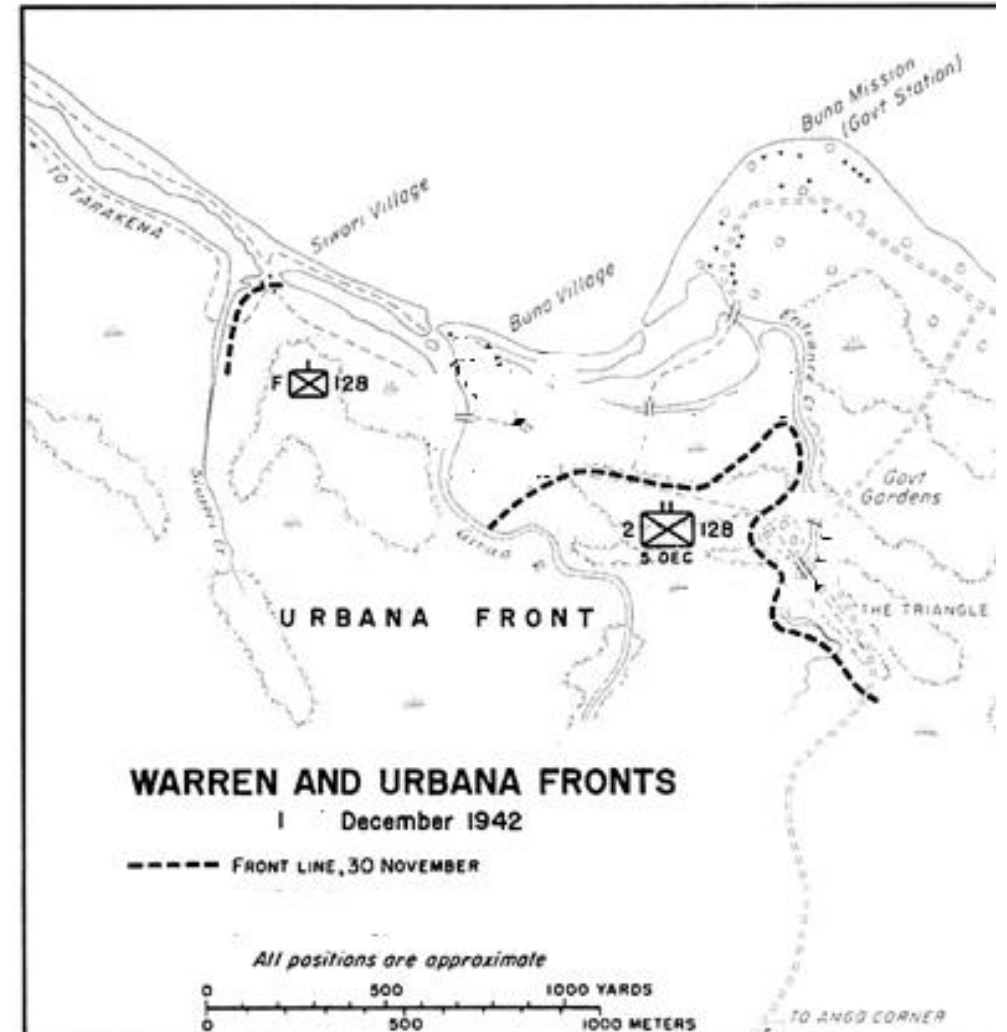 Buna Mission
(Govt Station)
TO TARAKENA
Siwori Village
Buna Village
Entrance Cr
F 128
Siwori Cr
Govt
Gardens
2 128
5 DEC
Girua R
THE TRIANGLE
URBANA FRONT
WARREN AND URBANA FRONTS
1 December 1942
FRONT LINE, 30 NOVEMBER
All positions are approximate
0 500 1000 YARDS
0 500 1000 METERS
TO ANGO CORNER